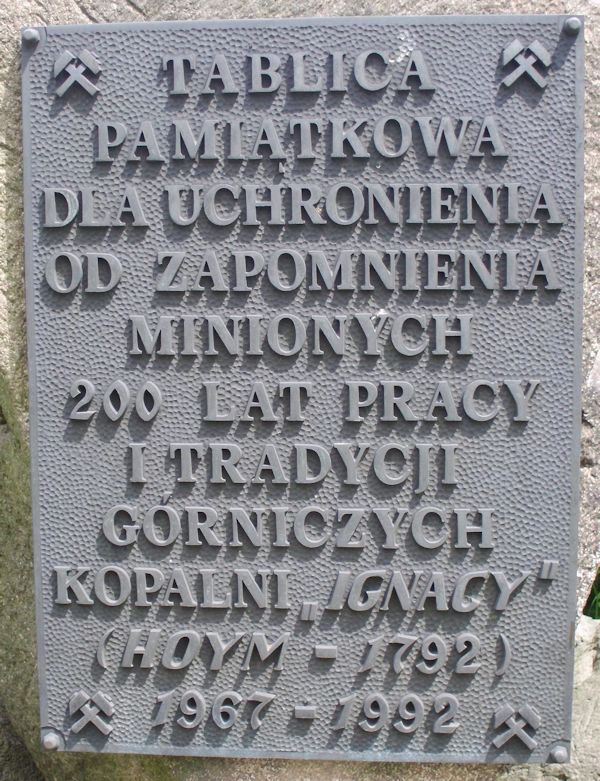 TABLICA
PAMIĄTKOWA
DLA UCHRONIENIA
OD ZAPOMNIENIA
MINIONYCH
200 LAT PRACY
I TRADYCJI
GÓRNICZYCH
KOPALNI „IGNACY"
(HOYM - 1792)
1967 - 1992